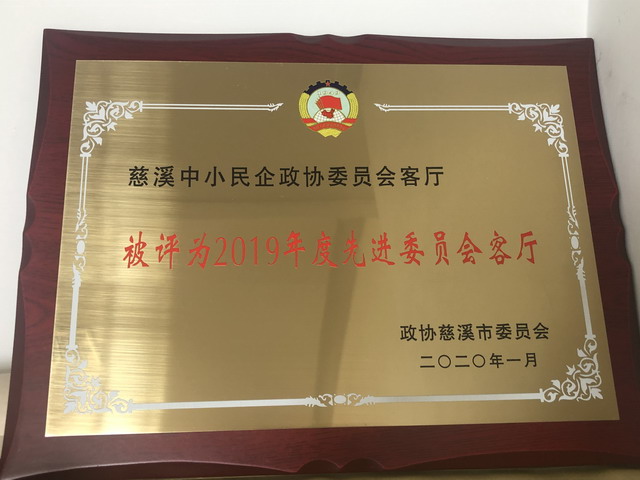 慈溪中小民企政协委员会客厅
被评为2019年度先进委员会客厅
政协慈溪市委员会
二〇二〇年一月